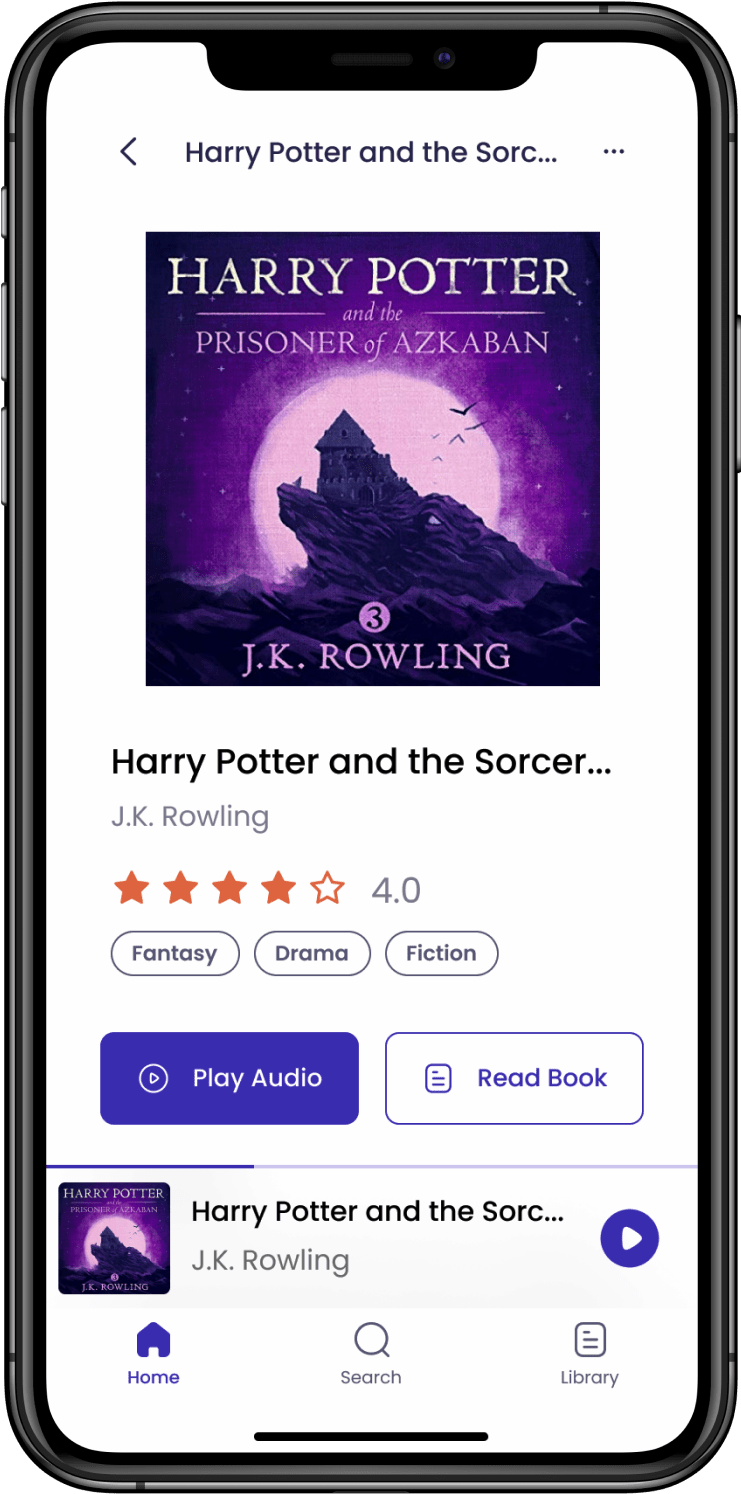 Harry Potter and the Sorc...
HARRY POTTER
and the
PRISONER of AZKABAN
3
J.K. ROWLING
Harry Potter and the Sorcer...
J.K. Rowling
4.0
Fantasy Drama Fiction
Play Audio Read Book
HARRY POTTER
and the
PRISONER of AZKABAN
3
J.K. ROWLING
Harry Potter and the Sorc...
J.K. Rowling
Home Search Library